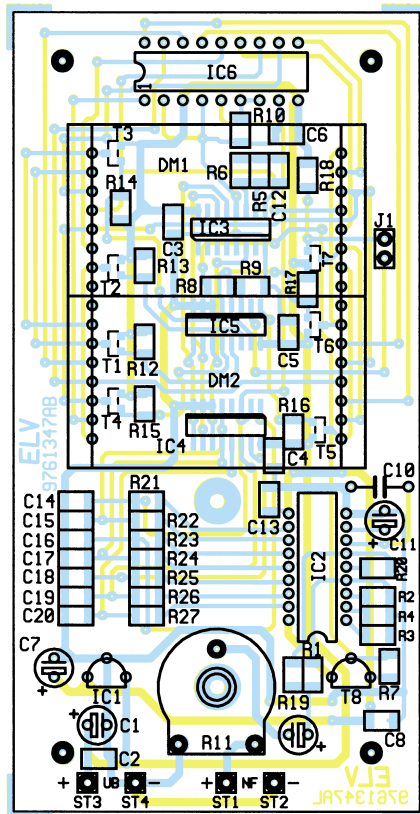 IC6
1
R10
C6
T3
DM1
R6
R18
R14
R5
C12
IC3
J1
C3
R13
T7
T2
R8
R9
R17
IC5
T1
R12
C5
T6
DM2
T4
R15
R16
T5
IC4
C4
ELV
9761347AB
R21
C10
C14
C15
R22
C13
C11
+
C16
R23
IC2
C17
R24
R20
C18
R25
C19
R26
R2
C20
R27
R4
R3
C7
R1
+
IC1
T8
R7
R19
C1
+
R11
C8
+
C2
+ UB -
+ NF -
ST3
ST4
ST1
ST2
ELV
9761347AL